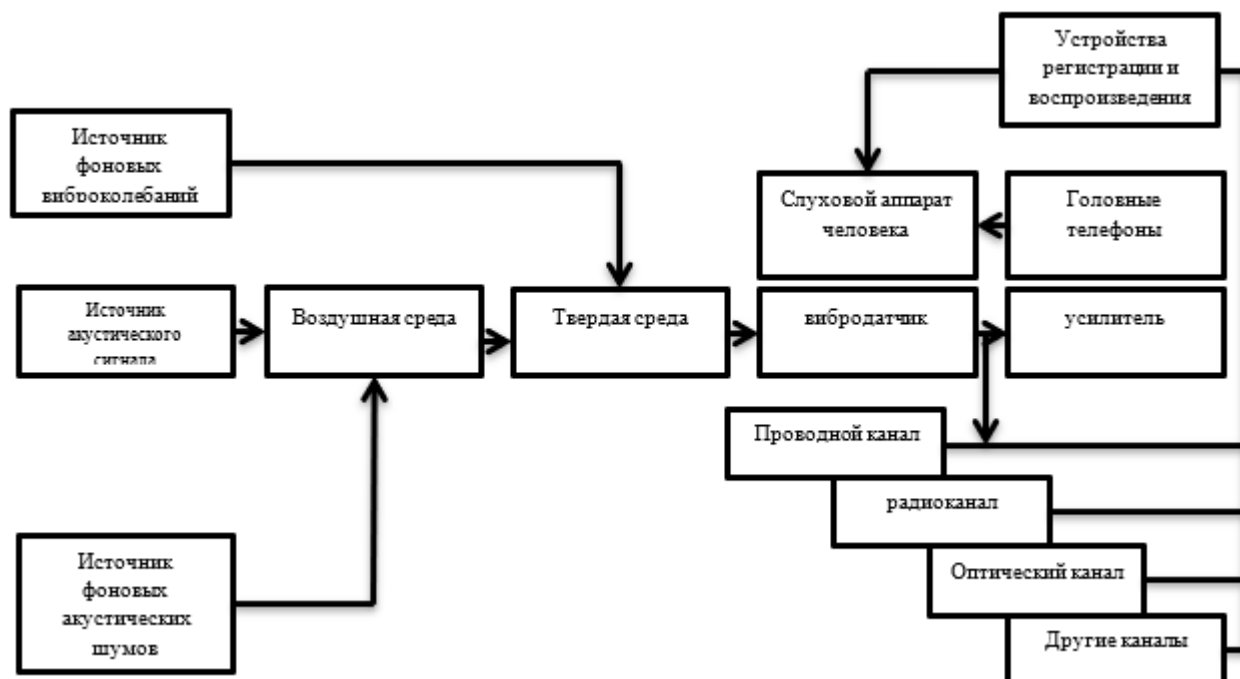 Устройства
регистрации и
воспроизведения
Источник
фоновых
виброколебаний
Слуховой аппарат
человека
Головные
телефоны
Источник
акустического
сигнала
Воздушная среда
Твердая среда
вибродатчик
усилитель
Проводной канал
радиоканал
Оптический канал
Другие каналы
Источник
фоновых
акустических
шумов